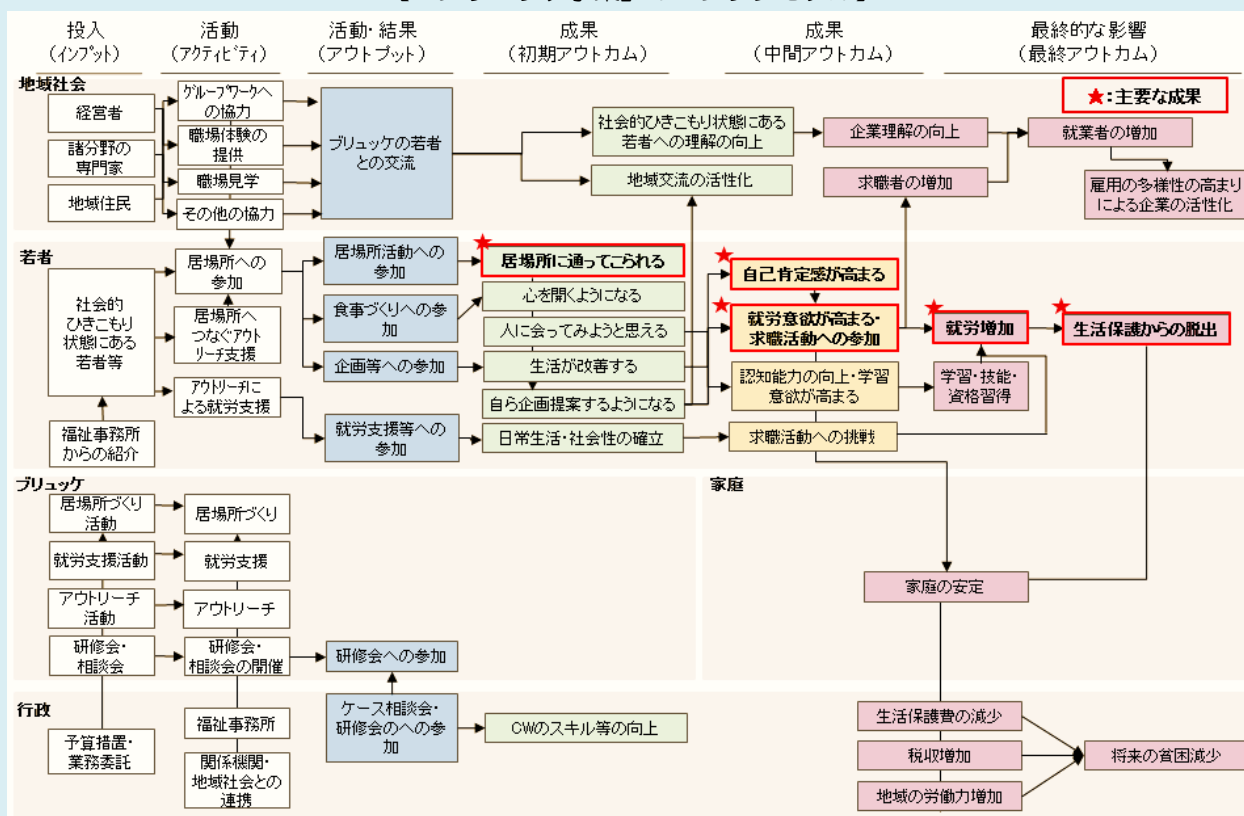 投入
(インプット)
活動
(アクティビティ)
活動・結果
(アウトプット)
成果
(初期アウトカム)
成果
(中間アウトカム)
最終的な影響
(最終アウトカム)
地域社会
★:主要な成果
経営者
諸分野の
専門家
地域住民
グループワークへ
の協力
職場体験の
提供
職場見学
その他の協力
ブリュッケの若者
との交流
社会的ひきこもり状態にある
若者への理解の向上
地域交流の活性化
企業理解の向上
求職者の増加
就業者の増加
雇用の多様性の高まり
による企業の活性化
若者
社会的
ひきこもり
状態にある
若者等
福祉事務所
からの紹介
居場所への
参加
居場所へ
つなぐアウト
リーチ支援
アウトリーチに
よる就労支援
居場所活動への
参加
食事づくりへの参
加
企画等への参加
就労支援等への
参加
★
居場所に通ってこられる
心を開くようになる
人に会ってみようと思える
生活が改善する
自ら企画提案するようになる
日常生活・社会性の確立
★
自己肯定感が高まる
★
就労意欲が高まる・
求職活動への参加
認知能力の向上・学習
意欲が高まる
求職活動への挑戦
★
就労増加
学習・技能・
資格習得
★
生活保護からの脱出
ブリュッケ
居場所づくり
活動
就労支援活動
アウトリーチ
活動
研修会・
相談会
居場所づくり
就労支援
アウトリーチ
研修会・
相談会の開催
研修会への参加
家庭
家庭の安定
行政
予算措置・
業務委託
福祉事務所
関係機関・
地域社会との
連携
ケース相談会・
研修会のへの参
加
CWのスキル等の向上
生活保護費の減少
税収増加
地域の労働力増加
将来の貧困減少